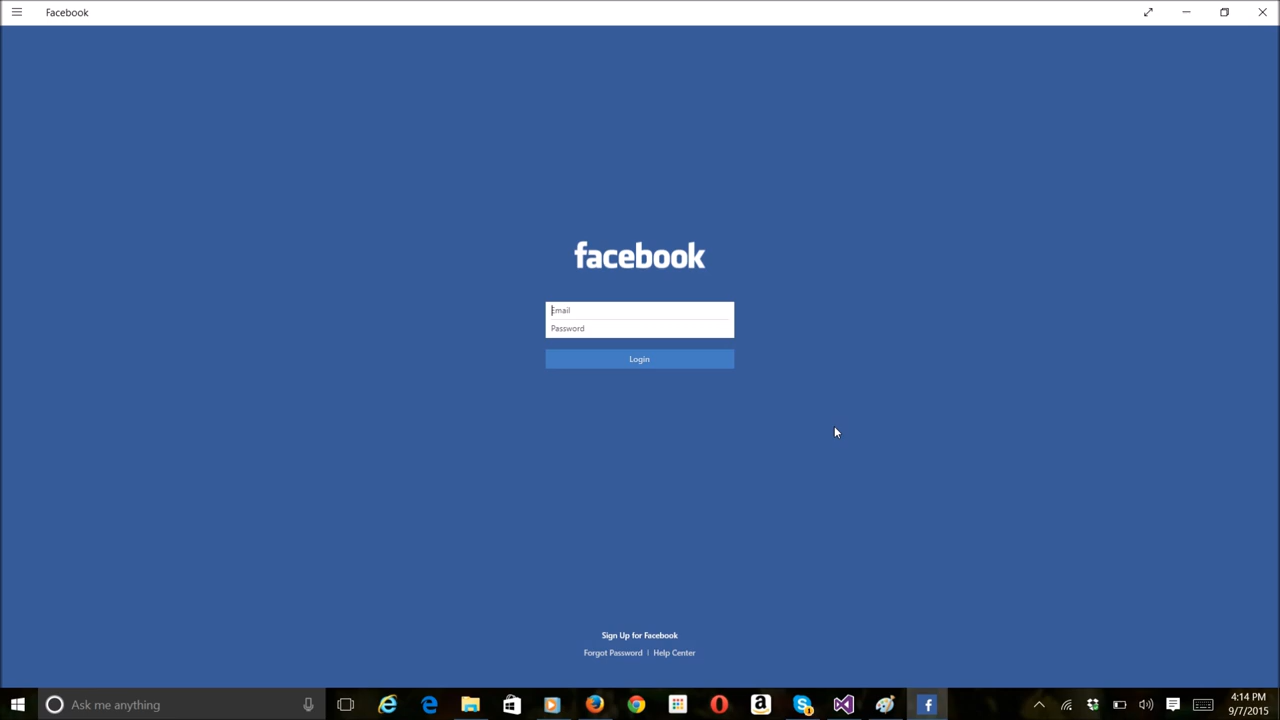 Facebook
facebook
Email
Password
Login
Sign Up for Facebook
Forgot Password | Help Center
Ask me anything
4:14 PM
9/7/2015